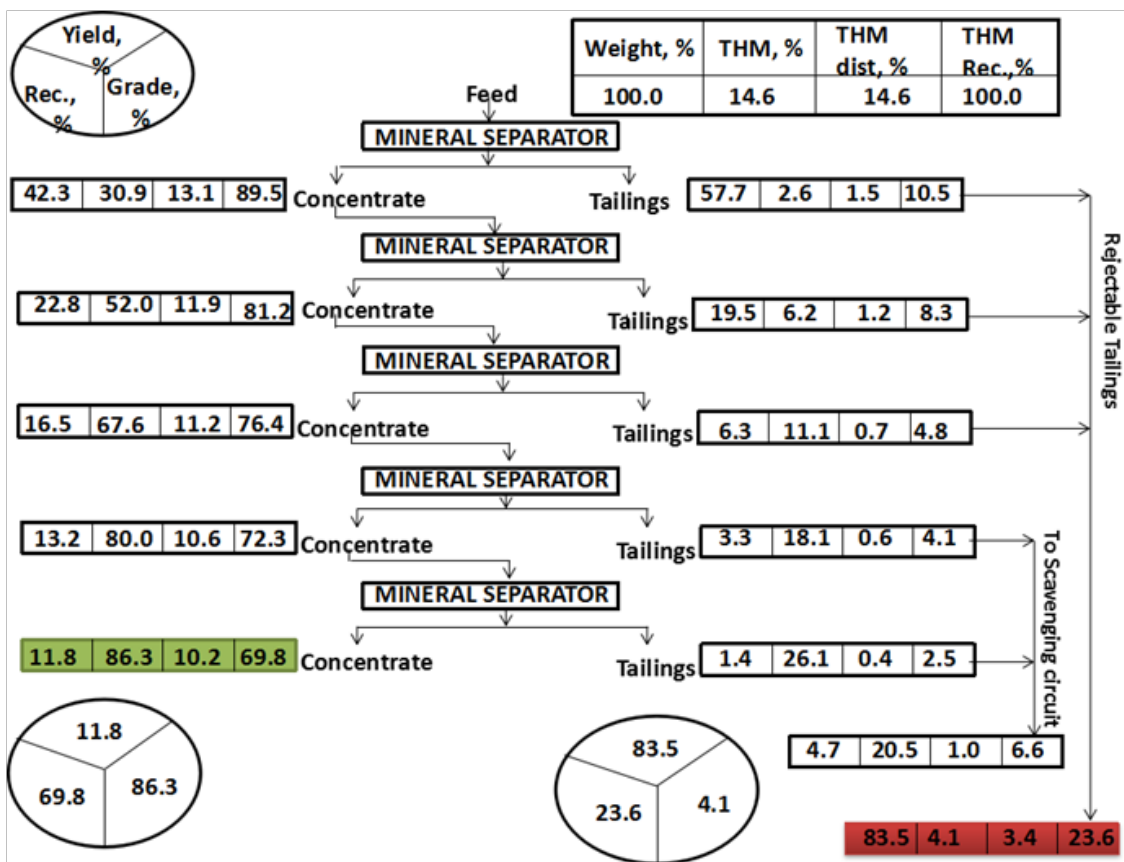 Yield,
%
Rec.,
%
Grade,
%
Weight, % THM, % THM dist, % THM Rec.,%
100.0 14.6 14.6 100.0
Feed
MINERAL SEPARATOR
42.3 30.9 13.1 89.5 Concentrate Tailings 57.7 2.6 1.5 10.5
MINERAL SEPARATOR
22.8 52.0 11.9 81.2 Concentrate Tailings 19.5 6.2 1.2 8.3
MINERAL SEPARATOR
16.5 67.6 11.2 76.4 Concentrate Tailings 6.3 11.1 0.7 4.8
Rejectable Tailings
MINERAL SEPARATOR
13.2 80.0 10.6 72.3 Concentrate Tailings 3.3 18.1 0.6 4.1
MINERAL SEPARATOR
11.8 86.3 10.2 69.8 Concentrate Tailings 1.4 26.1 0.4 2.5
To Scavenging circuit
4.7 20.5 1.0 6.6
11.8
69.8 86.3
83.5
23.6 4.1
83.5 4.1 3.4 23.6